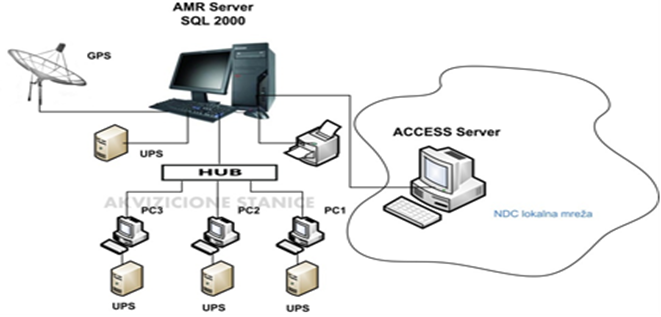 AMR Server
SQL 2000
GPS
UPS
ACCESS Server
HUB
AKVIZICIONE STANICE
PC3
PC2
PC1
NDC lokalna mreža
UPS
UPS
UPS